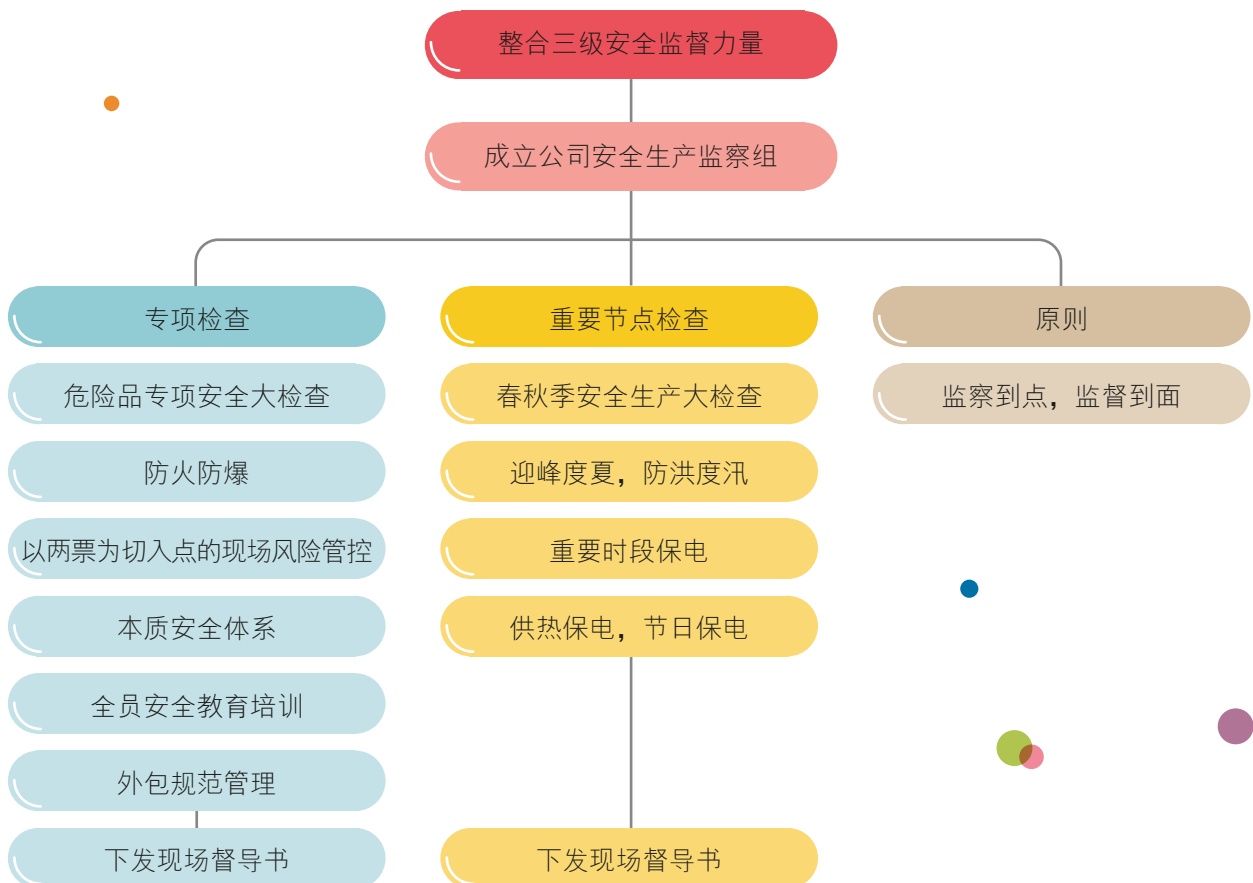 整合三级安全监督力量
成立公司安全生产监察组
专项检查
危险品专项安全大检查
防火防爆
以两票为切入点的现场风险管控
本质安全体系
全员安全教育培训
外包规范管理
下发现场督导书
重要节点检查
春秋季安全生产大检查
迎峰度夏，防洪度汛
重要时段保电
供热保电，节日保电
下发现场督导书
原则
监察到点，监督到面